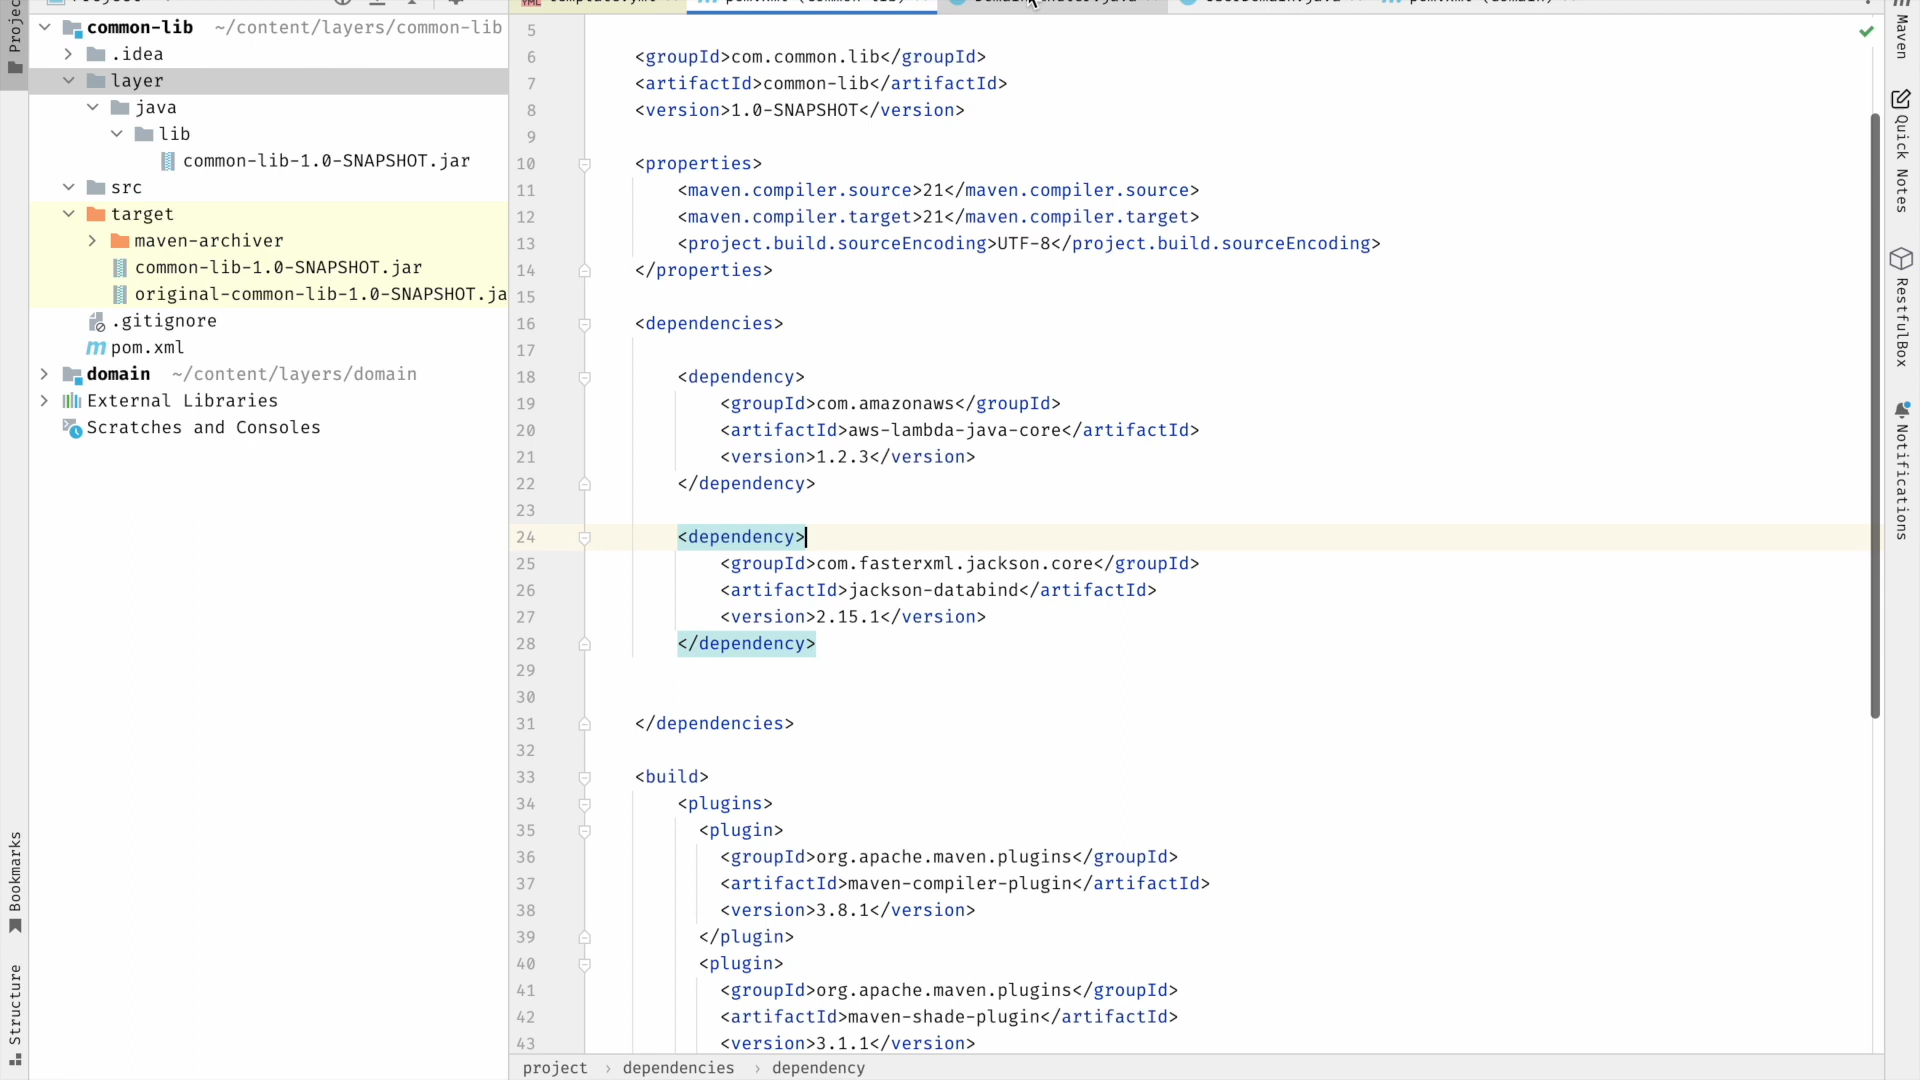 Project
common-lib ~/content/layers/common-lib
.idea
layer
java
lib
common-lib-1.0-SNAPSHOT.jar
src
target
maven-archiver
common-lib-1.0-SNAPSHOT.jar
original-common-lib-1.0-SNAPSHOT.ja
.gitignore
pom.xml
domain ~/content/layers/domain
External Libraries
Scratches and Consoles
Bookmarks
Structure
5
6 <groupId>com.common.lib</groupId>
7 <artifactId>common-lib</artifactId>
8 <version>1.0-SNAPSHOT</version>
9
10 <properties>
11 <maven.compiler.source>21</maven.compiler.source>
12 <maven.compiler.target>21</maven.compiler.target>
13 <project.build.sourceEncoding>UTF-8</project.build.sourceEncoding>
14 </properties>
15
16 <dependencies>
17
18 <dependency>
19 <groupId>com.amazonaws</groupId>
20 <artifactId>aws-lambda-java-core</artifactId>
21 <version>1.2.3</version>
22 </dependency>
23
24 <dependency>
25 <groupId>com.fasterxml.jackson.core</groupId>
26 <artifactId>jackson-databind</artifactId>
27 <version>2.15.1</version>
28 </dependency>
29
30
31 </dependencies>
32
33 <build>
34 <plugins>
35 <plugin>
36 <groupId>org.apache.maven.plugins</groupId>
37 <artifactId>maven-compiler-plugin</artifactId>
38 <version>3.8.1</version>
39 </plugin>
40 <plugin>
41 <groupId>org.apache.maven.plugins</groupId>
42 <artifactId>maven-shade-plugin</artifactId>
43 <version>3.1.1</version>
project › dependencies › dependency
Maven
Quick Notes
RestfulBox
Notifications